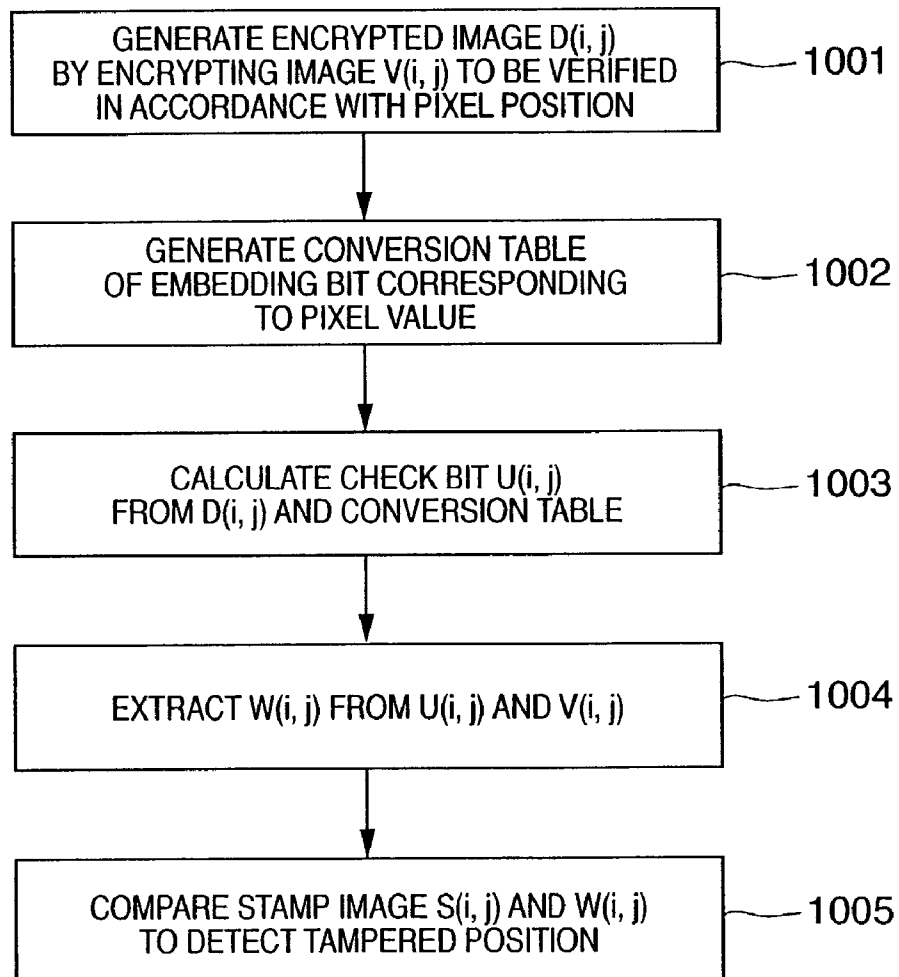 GENERATE ENCRYPTED IMAGE D(i, j)
BY ENCRYPTING IMAGE V(i, j) TO BE VERIFIED
IN ACCORDANCE WITH PIXEL POSITION
1001
GENERATE CONVERSION TABLE
OF EMBEDDING BIT CORRESPONDING
TO PIXEL VALUE
1002
CALCULATE CHECK BIT U(i, j)
FROM D(i, j) AND CONVERSION TABLE
1003
EXTRACT W(i, j) FROM U(i, j) AND V(i, j)
1004
COMPARE STAMP IMAGE S(i, j) AND W(i, j)
TO DETECT TAMPERED POSITION
1005